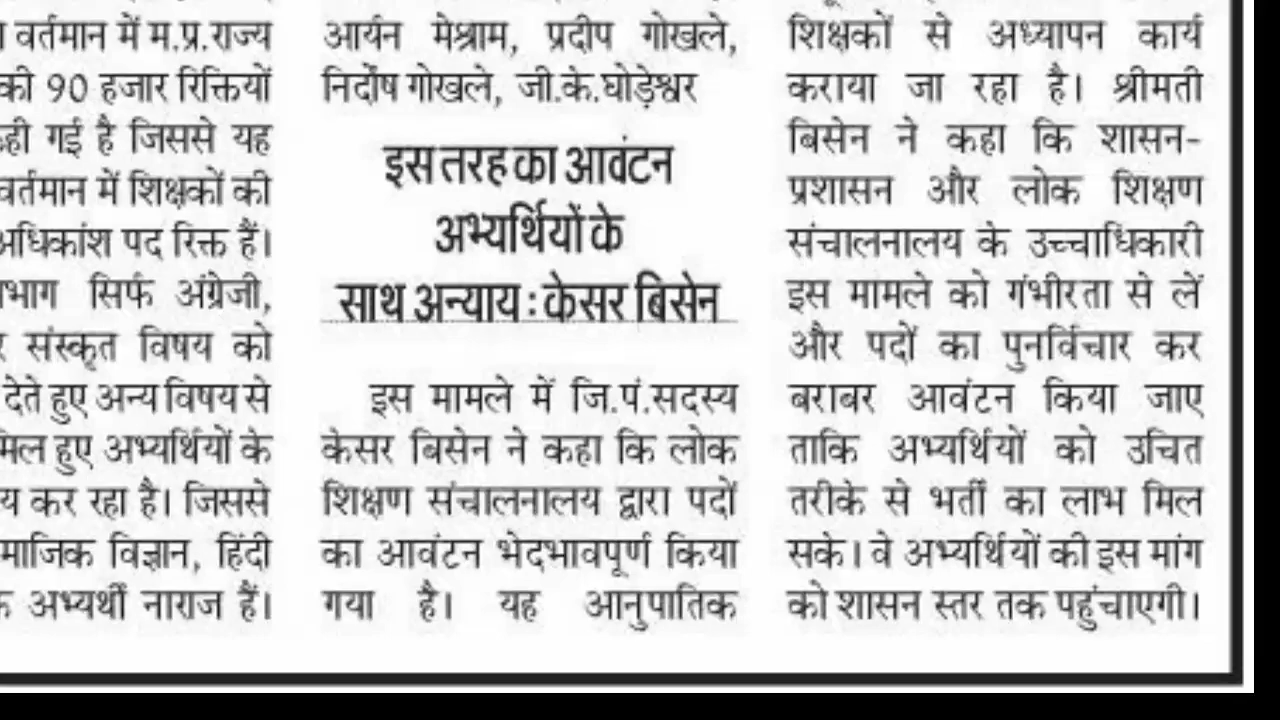 वर्तमान में म.प्र.राज्य
की 90 हजार रिक्तियों
गई है जिससे यह
वर्तमान में शिक्षकों की
अधिकांश पद रिक्त हैं।
सिर्फ अंग्रेजी,
संस्कृत विषय को
देते हुए अन्य विषय से
हुए अभ्यर्थियों के
कर रहा है। जिससे
विज्ञान, हिंदी
अभ्यर्थी नाराज हैं।
आर्यन मेश्राम, प्रदीप गोखले,
निर्दोष गोखले, जी.के.घोड़ेश्वर
इस तरह का आवंटन
अभ्यर्थियों के
साथ अन्याय : केसर बिसेन
इस मामले में जि.पं.सदस्य
केसर बिसेन ने कहा कि लोक
शिक्षण संचालनालय द्वारा पदों
का आवंटन भेदभावपूर्ण किया
गया है। यह आनुपातिक
शिक्षकों से अध्यापन कार्य
कराया जा रहा है। श्रीमती
बिसेन ने कहा कि शासन-
प्रशासन और लोक शिक्षण
संचालनालय के उच्चाधिकारी
इस मामले को गंभीरता से लें
और पदों का पुनर्विचार कर
बराबर आवंटन किया जाए
ताकि अभ्यर्थियों को उचित
तरीके से भर्ती का लाभ मिल
सके। वे अभ्यर्थियों की इस मांग
को शासन स्तर तक पहुंचाएगी।